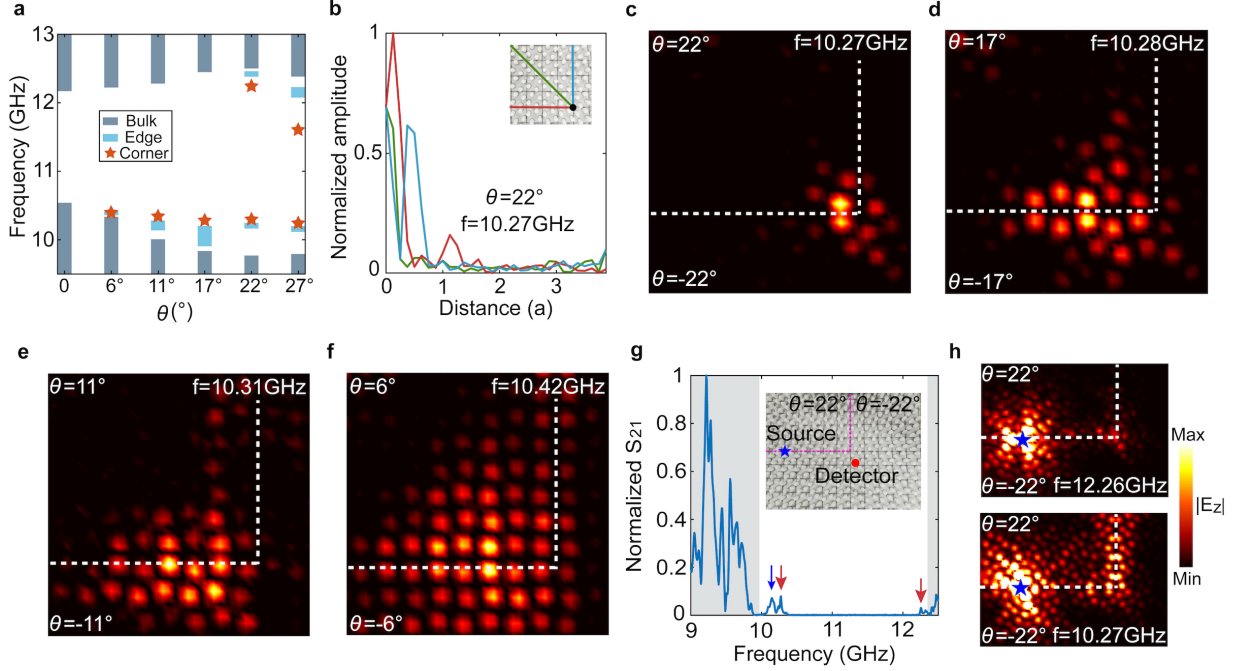 a
13
12
11
10
Frequency (GHz)
Bulk
Edge
Corner
0 6° 11° 17° 22° 27°
θ(°)
b
1
0.5
0
Normalized amplitude
θ=22°
f=10.27GHz
0 1 2 3
Distance (a)
c
θ=22° f=10.27GHz
θ=-22°
d
θ=17° f=10.28GHz
θ=-17°
e
θ=11° f=10.31GHz
θ=-11°
f
θ=6° f=10.42GHz
θ=-6°
g
1
0.8
0.6
0.4
0.2
0
Normalized S21
θ=22° θ=-22°
Source
Detector
9 10 11 12
Frequency (GHz)
h
θ=22°
θ=-22° f=12.26GHz
θ=22°
θ=-22° f=10.27GHz
Max
|EZ|
Min